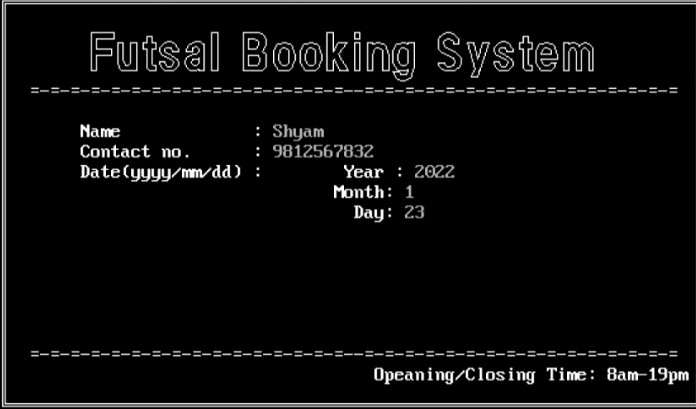 Futsal Booking System
-=-=-=-=-=-=-=-=-=-=-=-=-=-=-=-=--=-=-=-=-=-=-=-=-=-=-=-=-=-=-=
Name : Shyam
Contact no. : 9812567832
Date(yyyy/mm/dd) : Year : 2022
Month: 1
Day: 23
-=-=-=-=-=-=-=-=-=-=-=-=-=-=-=-=--=-=-=-=-=-=-=-=-=-=-=-=-=-=-=
Opeaning/Closing Time: 8am-19pm